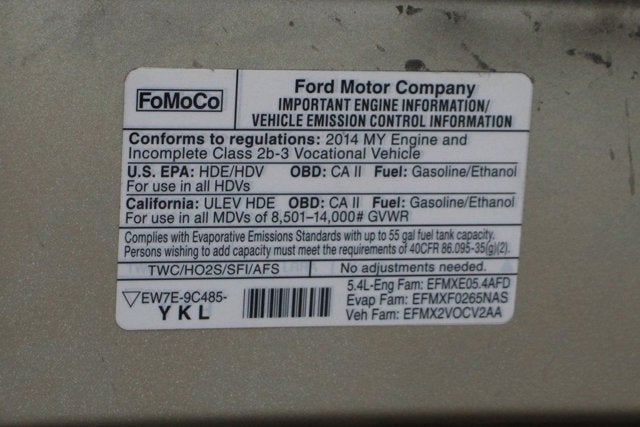 FoMoCo
Ford Motor Company
IMPORTANT ENGINE INFORMATION/
VEHICLE EMISSION CONTROL INFORMATION
Conforms to regulations: 2014 MY Engine and
Incomplete Class 2b-3 Vocational Vehicle
U.S. EPA: HDE/HDV OBD: CA II Fuel: Gasoline/Ethanol
For use in all HDVs
California: ULEV HDE OBD: CA II Fuel: Gasoline/Ethanol
For use in all MDVs of 8,501–14,000# GVWR
Complies with Evaporative Emissions Standards with up to 55 gal fuel tank capacity.
Persons wishing to add capacity must meet the requirements of 40CFR 86.095-35(g)(2).
TWC/HO2S/SFI/AFS No adjustments needed.
▽EW7E-9C485-
YKL
5.4L-Eng Fam: EFMXE05.4AFD
Evap Fam: EFMXF0265NAS
Veh Fam: EFMX2VOCV2AA